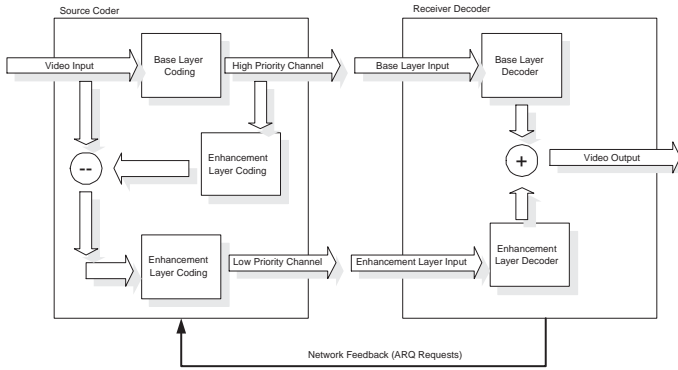 Source Coder
Receiver Decoder
Video Input
Base Layer
Coding
High Priority Channel
Base Layer Input
Base Layer
Decoder
Enhancement
Layer Coding
--
+
Video Output
Enhancement
Layer Coding
Low Priority Channel
Enhancement Layer Input
Enhancement
Layer Decoder
Network Feedback (ARQ Requests)